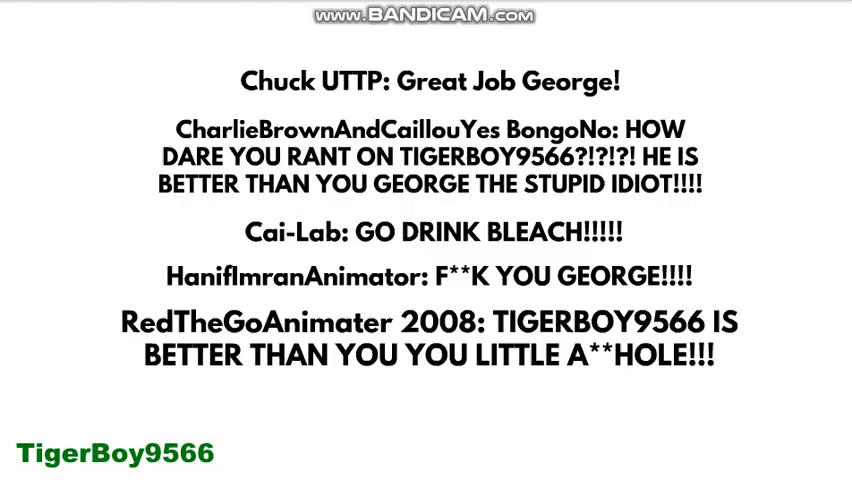 www.BANDICAM.com
Chuck UTTP: Great Job George!
CharlieBrownAndCaillouYes BongoNo: HOW
DARE YOU RANT ON TIGERBOY9566?!?!?! HE IS
BETTER THAN YOU GEORGE THE STUPID IDIOT!!!!
Cai-Lab: GO DRINK BLEACH!!!!!
HanifImranAnimator: F**K YOU GEORGE!!!!
RedTheGoAnimater 2008: TIGERBOY9566 IS
BETTER THAN YOU YOU LITTLE A**HOLE!!!
TigerBoy9566